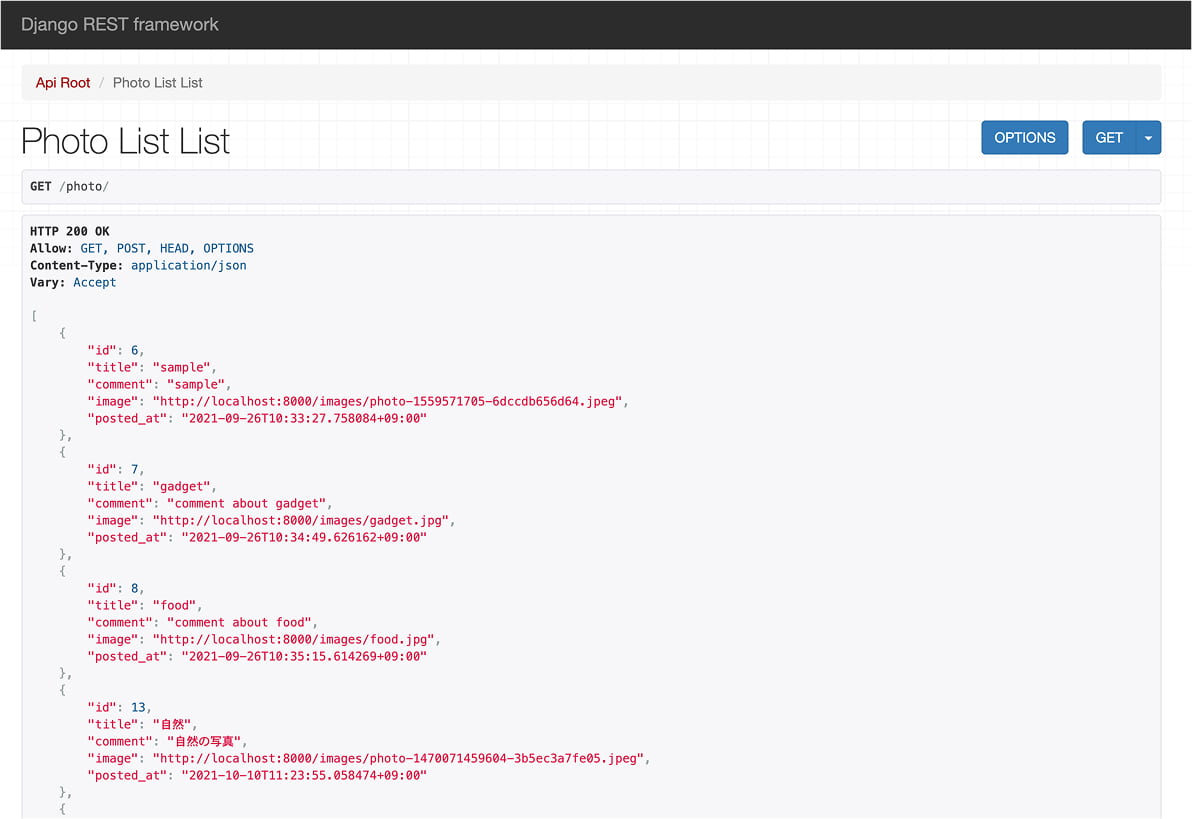 Django REST framework
Api Root / Photo List List
Photo List List
OPTIONS
GET
GET /photo/
HTTP 200 OK
Allow: GET, POST, HEAD, OPTIONS
Content-Type: application/json
Vary: Accept
[
    {
        "id": 6,
        "title": "sample",
        "comment": "sample",
        "image": "http://localhost:8000/images/photo-1559571705-6dccdb656d64.jpeg",
        "posted_at": "2021-09-26T10:33:27.758084+09:00"
    },
    {
        "id": 7,
        "title": "gadget",
        "comment": "comment about gadget",
        "image": "http://localhost:8000/images/gadget.jpg",
        "posted_at": "2021-09-26T10:34:49.626162+09:00"
    },
    {
        "id": 8,
        "title": "food",
        "comment": "comment about food",
        "image": "http://localhost:8000/images/food.jpg",
        "posted_at": "2021-09-26T10:35:15.614269+09:00"
    },
    {
        "id": 13,
        "title": "自然",
        "comment": "自然の写真",
        "image": "http://localhost:8000/images/photo-1470071459604-3b5ec3a7fe05.jpeg",
        "posted_at": "2021-10-10T11:23:55.058474+09:00"
    },
    {